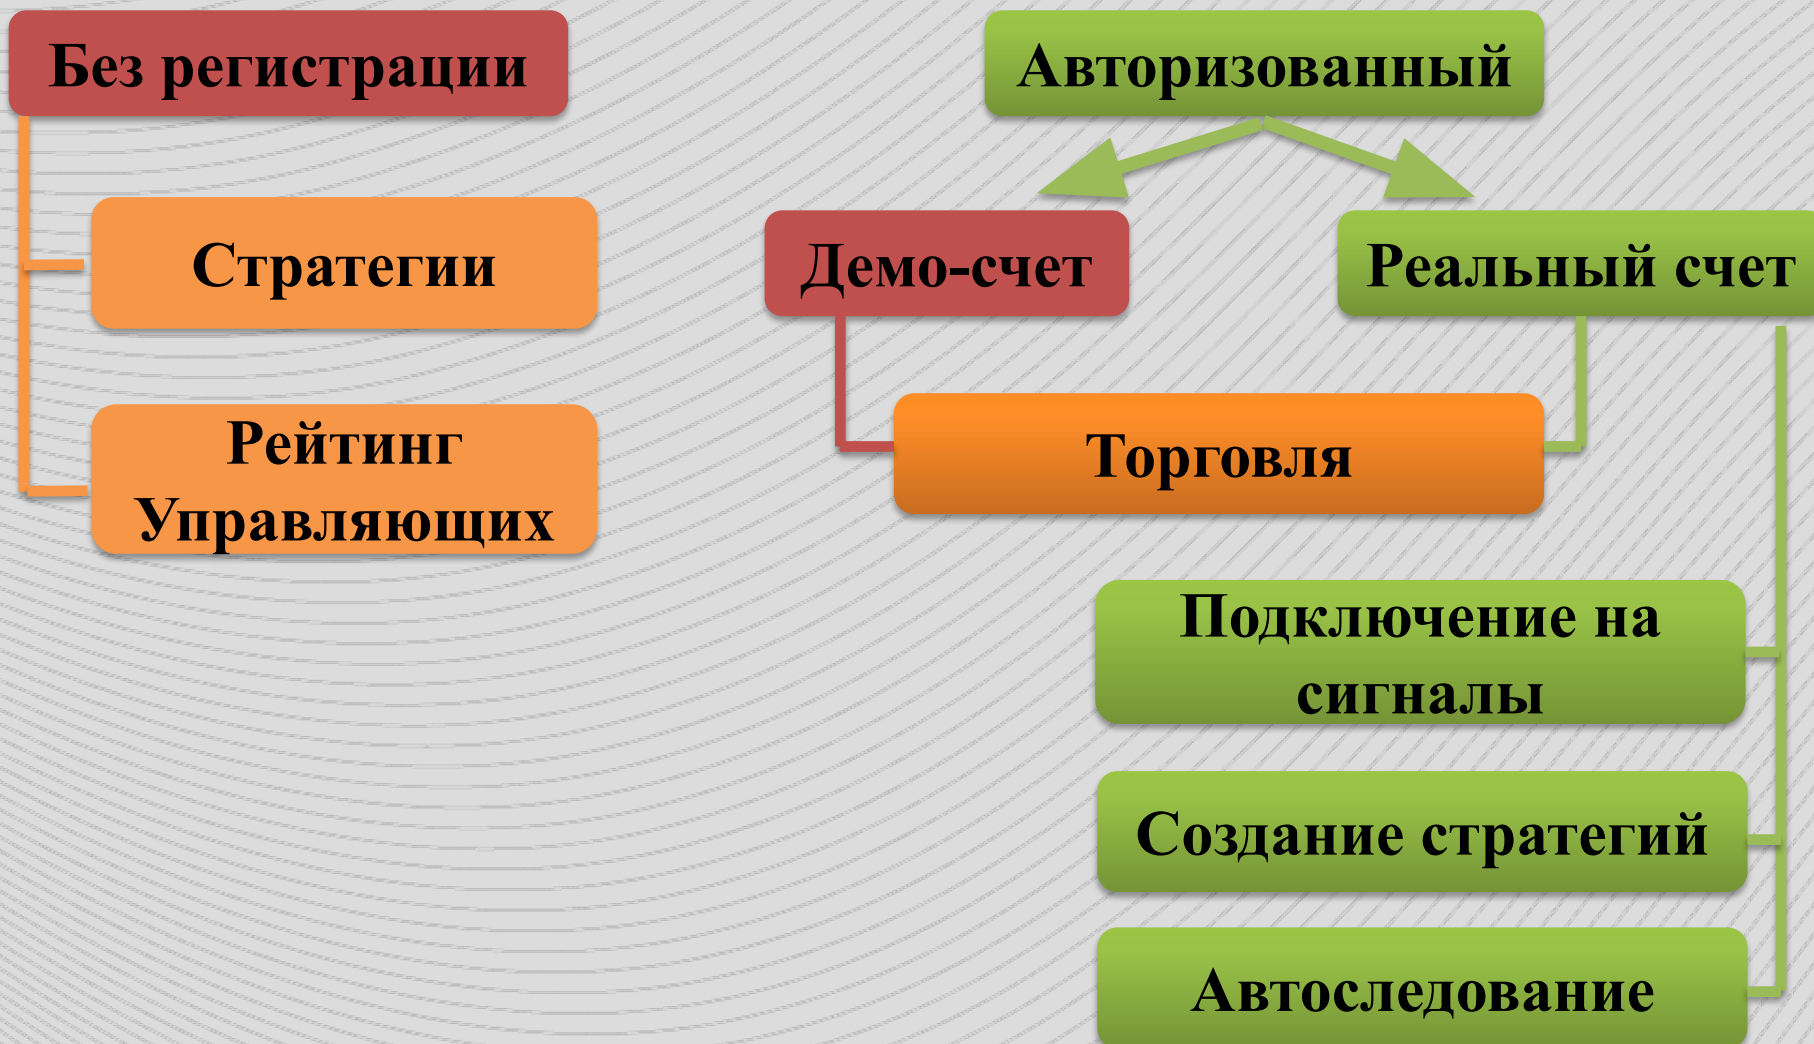 Без регистрации
Стратегии
Рейтинг
Управляющих
Авторизованный
Демо-счет
Реальный счет
Торговля
Подключение на
сигналы
Создание стратегий
Автоследование